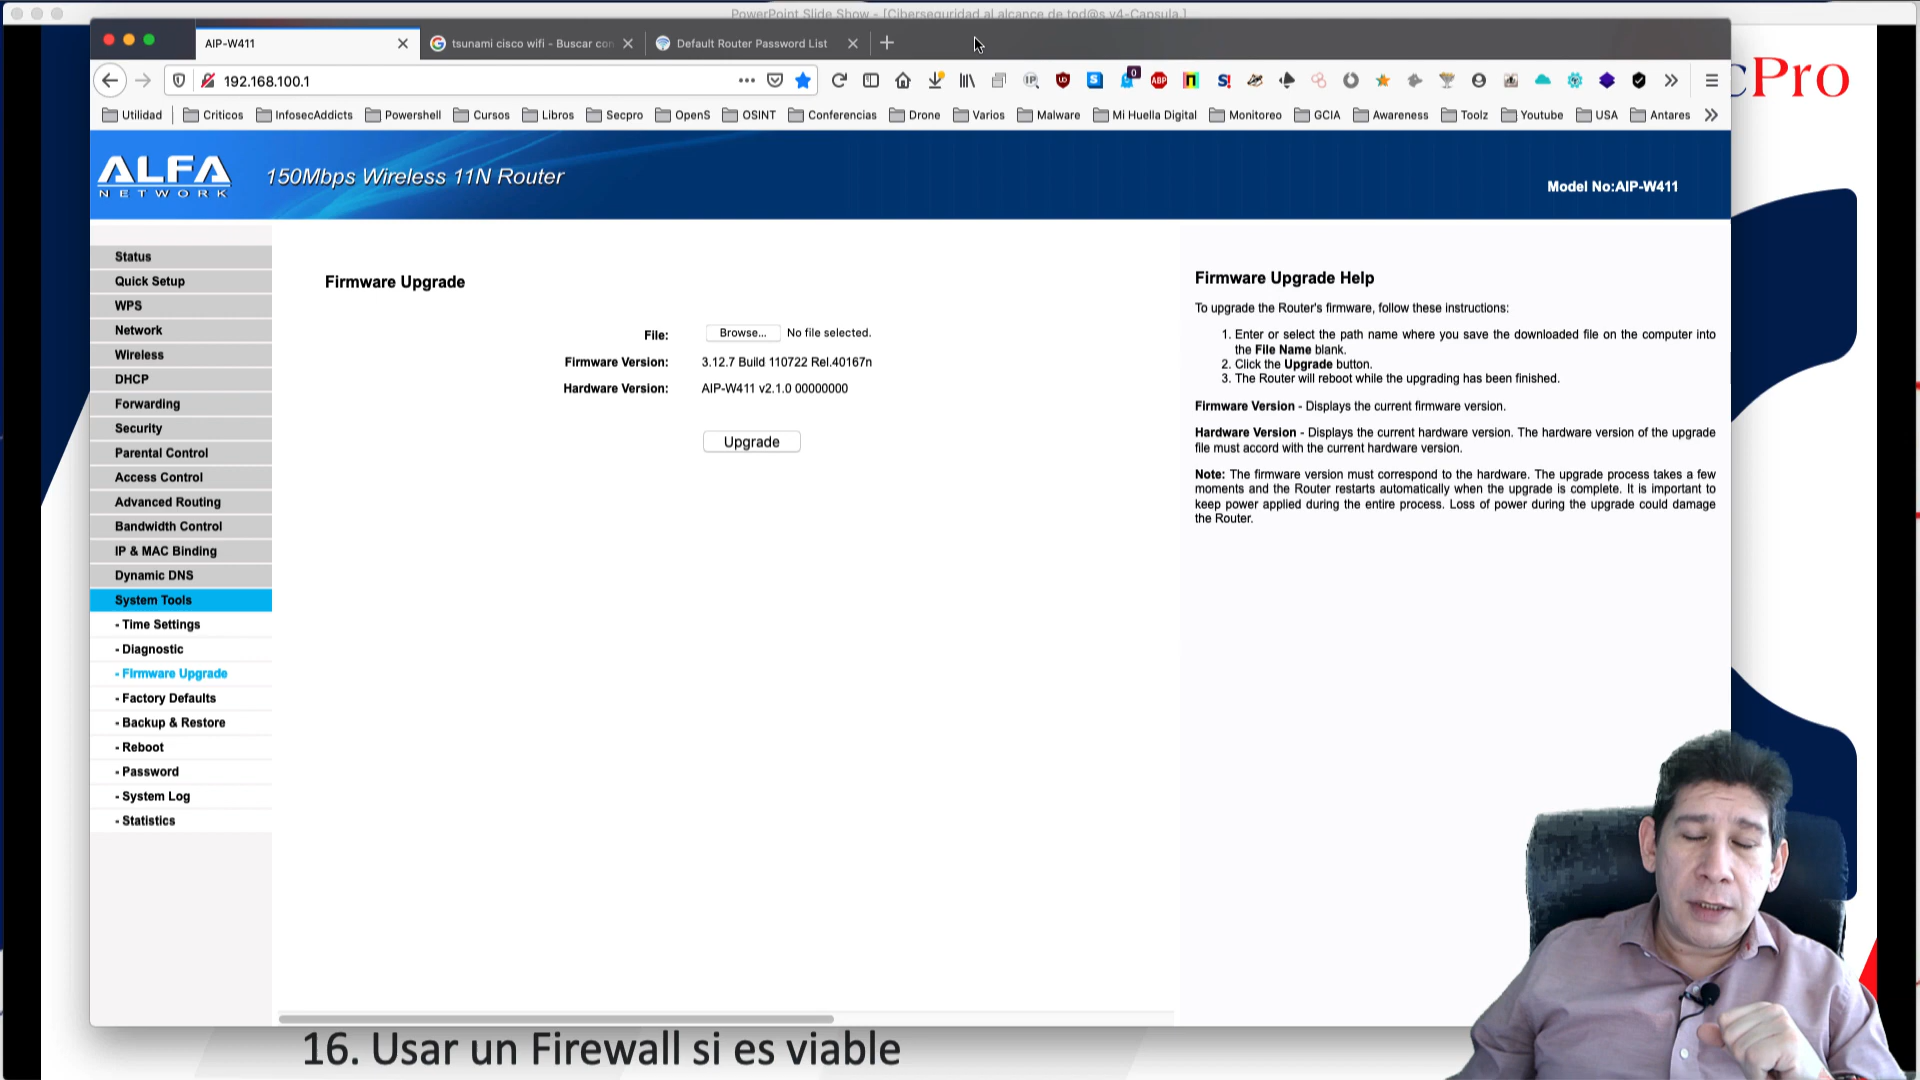 PowerPoint Slide Show - [Ciberseguridad al alcance de tod@s v4-Capsula.]
AIP-W411
tsunami cisco wifi - Buscar con
Default Router Password List
192.168.100.1
Utilidad
Criticos
InfosecAddicts
Powershell
Cursos
Libros
Secpro
OpenS
OSINT
Conferencias
Drone
Varios
Malware
Mi Huella Digital
Monitoreo
GCIA
Awareness
Toolz
Youtube
USA
Antares
cPro
ALFA
NETWORK
150Mbps Wireless 11N Router
Model No:AIP-W411
Status
Quick Setup
WPS
Network
Wireless
DHCP
Forwarding
Security
Parental Control
Access Control
Advanced Routing
Bandwidth Control
IP & MAC Binding
Dynamic DNS
System Tools
- Time Settings
- Diagnostic
- Firmware Upgrade
- Factory Defaults
- Backup & Restore
- Reboot
- Password
- System Log
- Statistics
Firmware Upgrade
File: Browse... No file selected.
Firmware Version: 3.12.7 Build 110722 Rel.40167n
Hardware Version: AIP-W411 v2.1.0 00000000
Upgrade
Firmware Upgrade Help
To upgrade the Router's firmware, follow these instructions:
1. Enter or select the path name where you save the downloaded file on the computer into
the File Name blank.
2. Click the Upgrade button.
3. The Router will reboot while the upgrading has been finished.
Firmware Version - Displays the current firmware version.
Hardware Version - Displays the current hardware version. The hardware version of the upgrade
file must accord with the current hardware version.
Note: The firmware version must correspond to the hardware. The upgrade process takes a few
moments and the Router restarts automatically when the upgrade is complete. It is important to
keep power applied during the entire process. Loss of power during the upgrade could damage
the Router.
16. Usar un Firewall si es viable